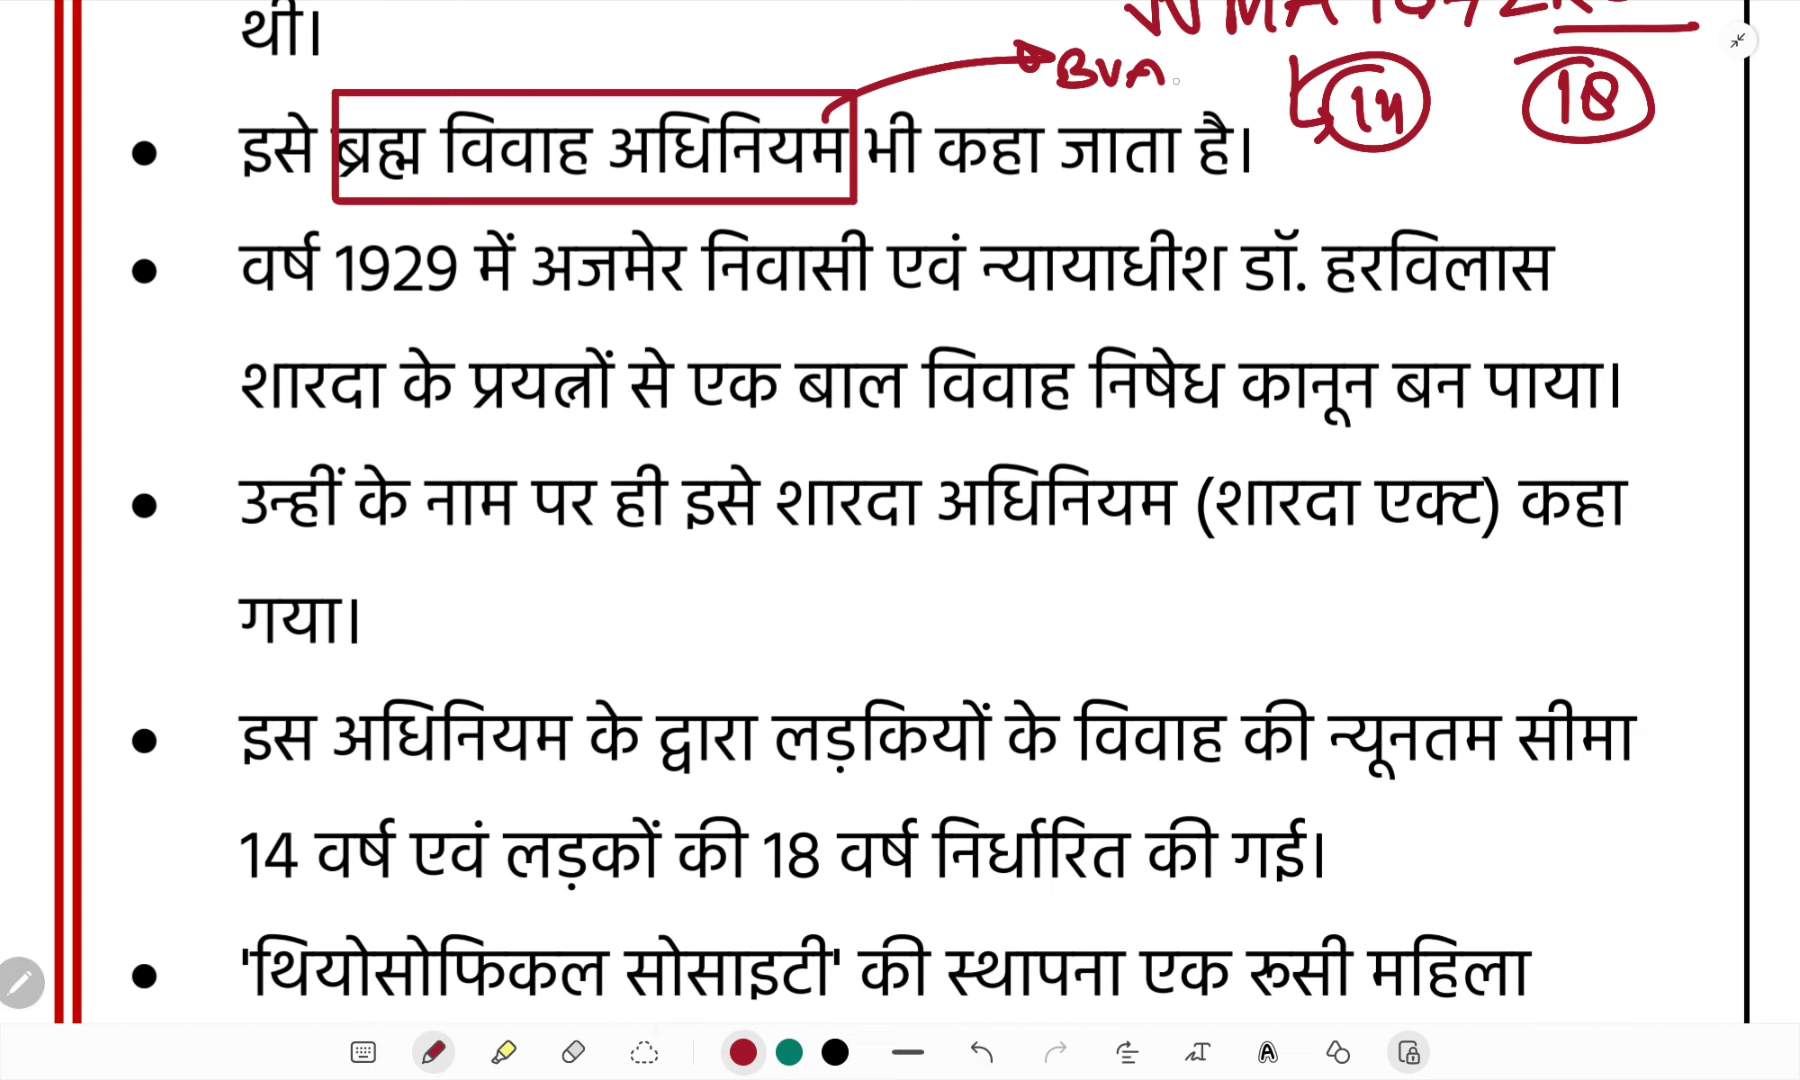 थी।
BVA
14
18
इसे ब्रह्म विवाह अधिनियम भी कहा जाता है।
वर्ष 1929 में अजमेर निवासी एवं न्यायाधीश डॉ. हरविलास
शारदा के प्रयत्नों से एक बाल विवाह निषेध कानून बन पाया।
उन्हीं के नाम पर ही इसे शारदा अधिनियम (शारदा एक्ट) कहा
गया।
इस अधिनियम के द्वारा लड़कियों के विवाह की न्यूनतम सीमा
14 वर्ष एवं लड़कों की 18 वर्ष निर्धारित की गई।
'थियोसोफिकल सोसाइटी' की स्थापना एक रूसी महिला